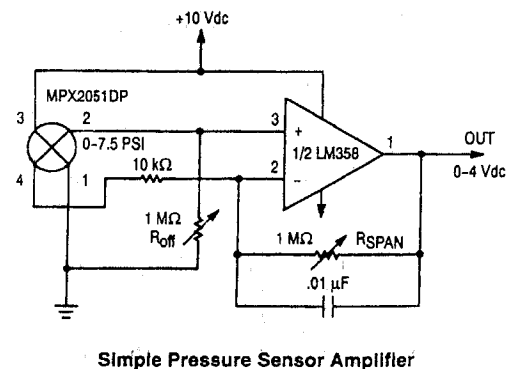 +10 Vdc
MPX2051DP
3
2
0–7.5 PSI
4
1
10 kΩ
3
+
1/2 LM358
1
2
–
OUT
0–4 Vdc
1 MΩ
Roff
1 MΩ
RSPAN
.01 µF
Simple Pressure Sensor Amplifier